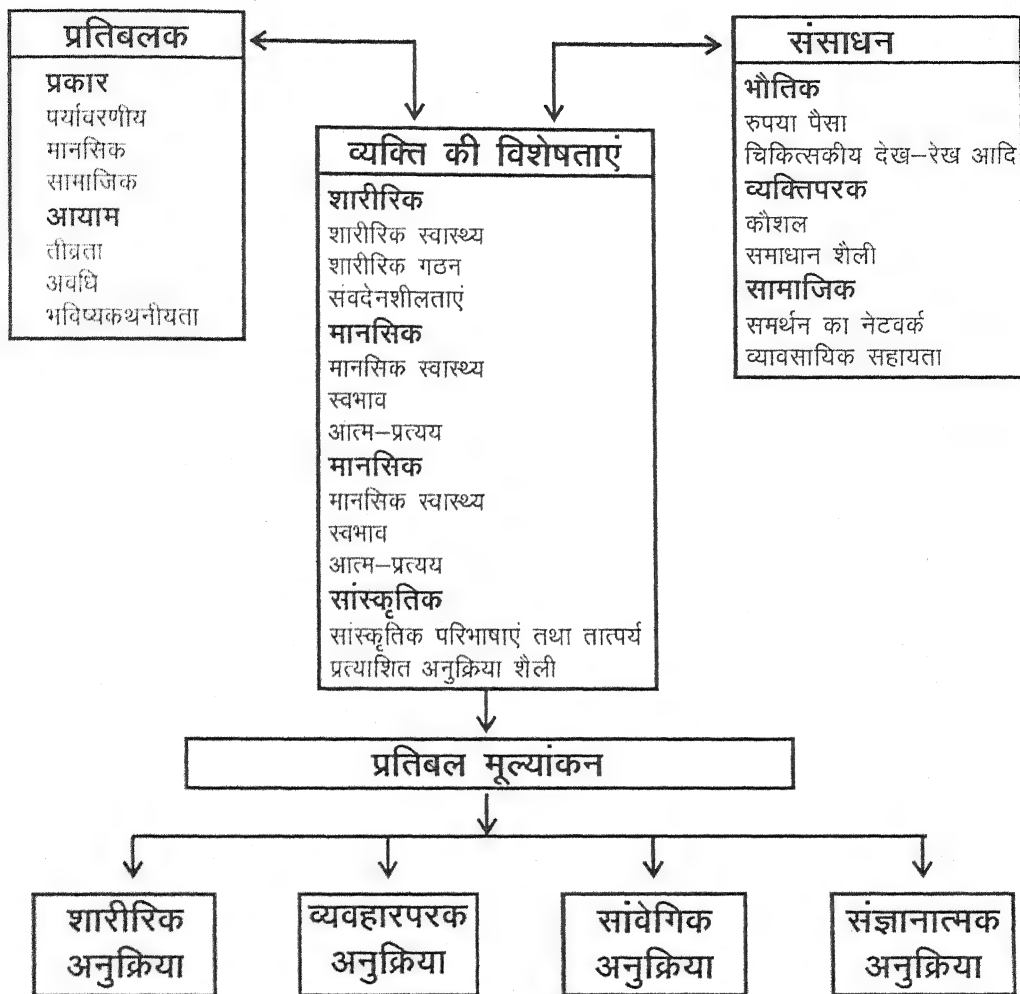 प्रतिबलक
प्रकार
पर्यावरणीय
मानसिक
सामाजिक
आयाम
तीव्रता
अवधि
भविष्यकथनीयता
संसाधन
भौतिक
रुपया पैसा
चिकित्सकीय देख–रेख आदि
व्यक्तिपरक
कौशल
समाधान शैली
सामाजिक
समर्थन का नेटवर्क
व्यावसायिक सहायता
व्यक्ति की विशेषताएं
शारीरिक
शारीरिक स्वास्थ्य
शारीरिक गठन
संवदेनशीलताएं
मानसिक
मानसिक स्वास्थ्य
स्वभाव
आत्म–प्रत्यय
मानसिक
मानसिक स्वास्थ्य
स्वभाव
आत्म–प्रत्यय
सांस्कृतिक
सांस्कृतिक परिभाषाएं तथा तात्पर्य
प्रत्याशित अनुक्रिया शैली
प्रतिबल मूल्यांकन
शारीरिक
अनुक्रिया
व्यवहारपरक
अनुक्रिया
सांवेगिक
अनुक्रिया
संज्ञानात्मक
अनुक्रिया